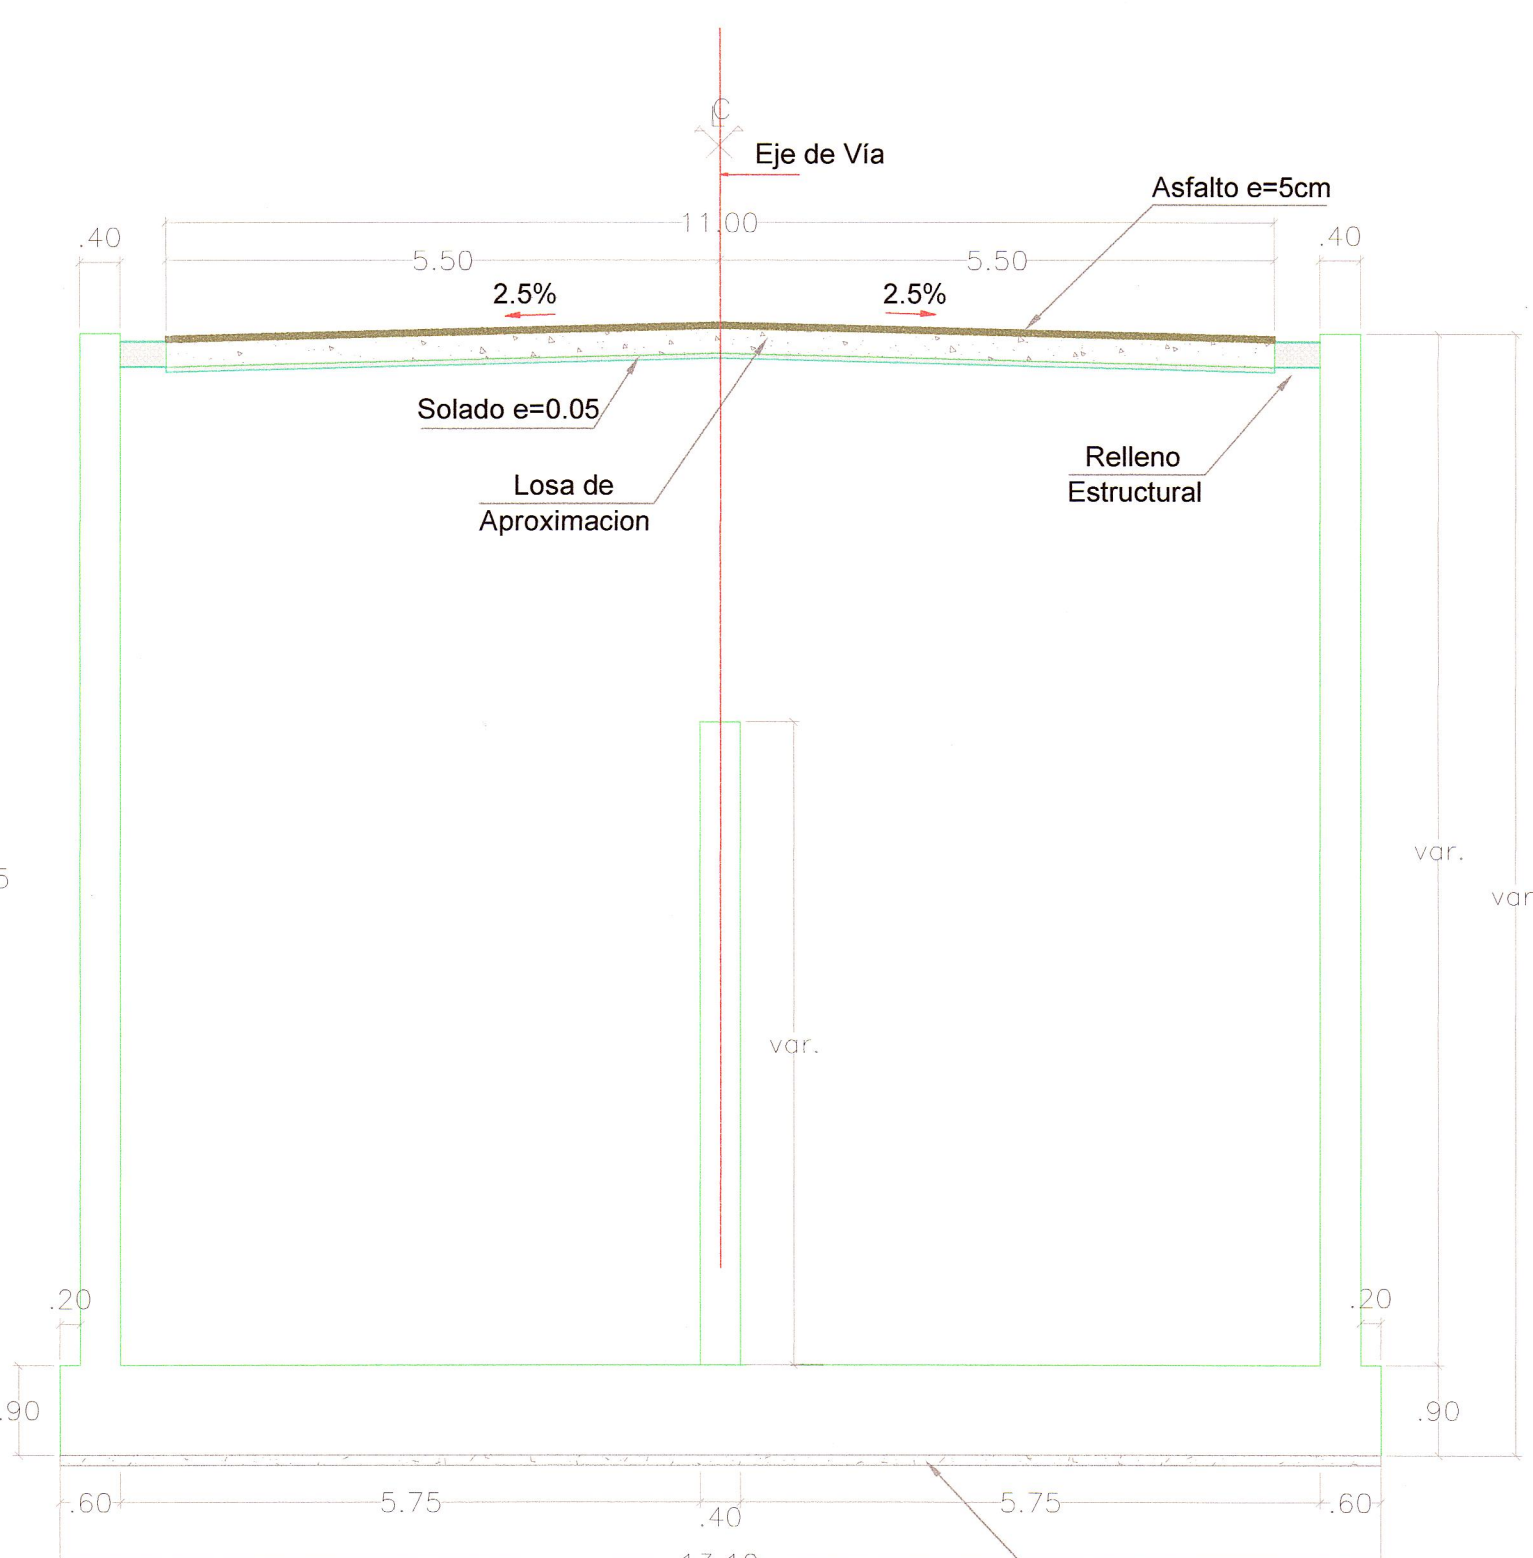 Eje de Vía
Asfalto e=5cm
11.00
.40
.40
5.50
5.50
2.5%
2.5%
Solado e=0.05
Relleno
Estructural
Losa de
Aproximacion
var.
var.
var.
.20
.20
.90
.90
.60
5.75
.40
5.75
.60